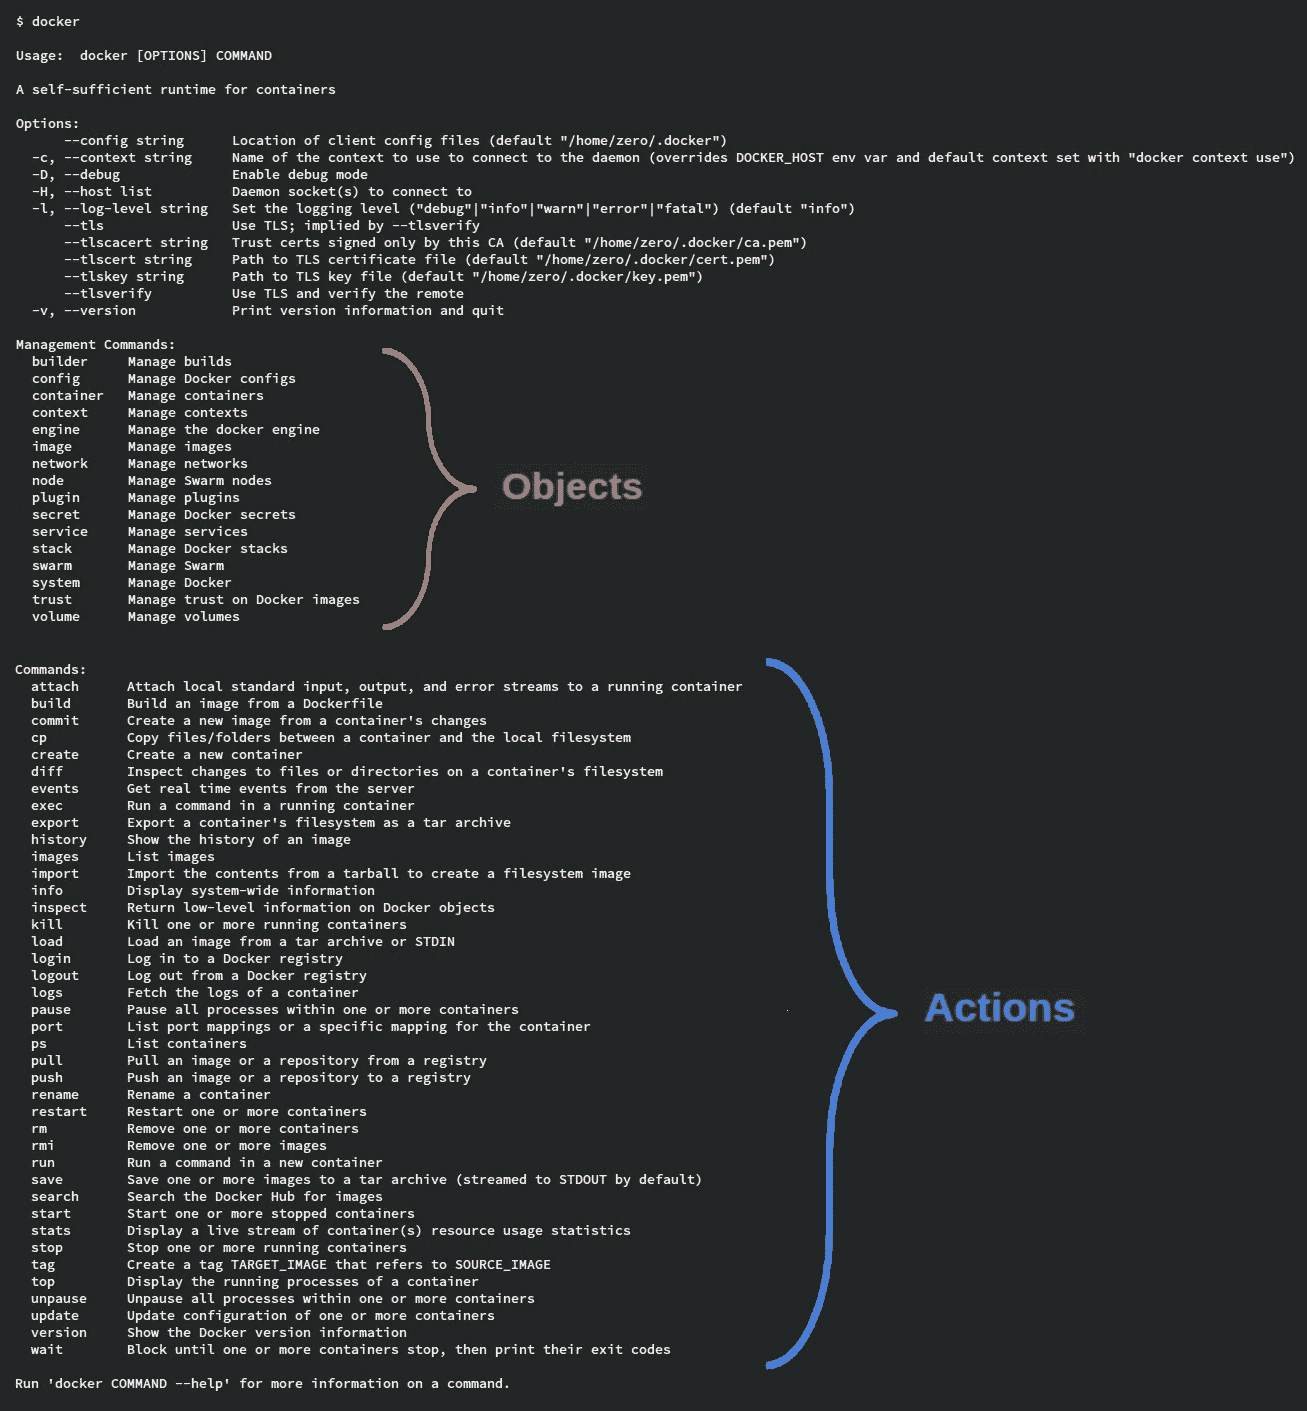 $ docker
Usage:  docker [OPTIONS] COMMAND
A self-sufficient runtime for containers
Options:
      --config string      Location of client config files (default "/home/zero/.docker")
  -c, --context string     Name of the context to use to connect to the daemon (overrides DOCKER_HOST env var and default context set with "docker context use")
  -D, --debug              Enable debug mode
  -H, --host list          Daemon socket(s) to connect to
  -l, --log-level string   Set the logging level ("debug"|"info"|"warn"|"error"|"fatal") (default "info")
      --tls                Use TLS; implied by --tlsverify
      --tlscacert string   Trust certs signed only by this CA (default "/home/zero/.docker/ca.pem")
      --tlscert string     Path to TLS certificate file (default "/home/zero/.docker/cert.pem")
      --tlskey string      Path to TLS key file (default "/home/zero/.docker/key.pem")
      --tlsverify          Use TLS and verify the remote
  -v, --version            Print version information and quit
Management Commands:
  builder     Manage builds
  config      Manage Docker configs
  container   Manage containers
  context     Manage contexts
  engine      Manage the docker engine
  image       Manage images
  network     Manage networks
  node        Manage Swarm nodes
  plugin      Manage plugins
  secret      Manage Docker secrets
  service     Manage services
  stack       Manage Docker stacks
  swarm       Manage Swarm
  system      Manage Docker
  trust       Manage trust on Docker images
  volume      Manage volumes
Objects
Commands:
  attach      Attach local standard input, output, and error streams to a running container
  build       Build an image from a Dockerfile
  commit      Create a new image from a container's changes
  cp          Copy files/folders between a container and the local filesystem
  create      Create a new container
  diff        Inspect changes to files or directories on a container's filesystem
  events      Get real time events from the server
  exec        Run a command in a running container
  export      Export a container's filesystem as a tar archive
  history     Show the history of an image
  images      List images
  import      Import the contents from a tarball to create a filesystem image
  info        Display system-wide information
  inspect     Return low-level information on Docker objects
  kill        Kill one or more running containers
  load        Load an image from a tar archive or STDIN
  login       Log in to a Docker registry
  logout      Log out from a Docker registry
  logs        Fetch the logs of a container
  pause       Pause all processes within one or more containers
  port        List port mappings or a specific mapping for the container
  ps          List containers
  pull        Pull an image or a repository from a registry
  push        Push an image or a repository to a registry
  rename      Rename a container
  restart     Restart one or more containers
  rm          Remove one or more containers
  rmi         Remove one or more images
  run         Run a command in a new container
  save        Save one or more images to a tar archive (streamed to STDOUT by default)
  search      Search the Docker Hub for images
  start       Start one or more stopped containers
  stats       Display a live stream of container(s) resource usage statistics
  stop        Stop one or more running containers
  tag         Create a tag TARGET_IMAGE that refers to SOURCE_IMAGE
  top         Display the running processes of a container
  unpause     Unpause all processes within one or more containers
  update      Update configuration of one or more containers
  version     Show the Docker version information
  wait        Block until one or more containers stop, then print their exit codes
Actions
Run 'docker COMMAND --help' for more information on a command.